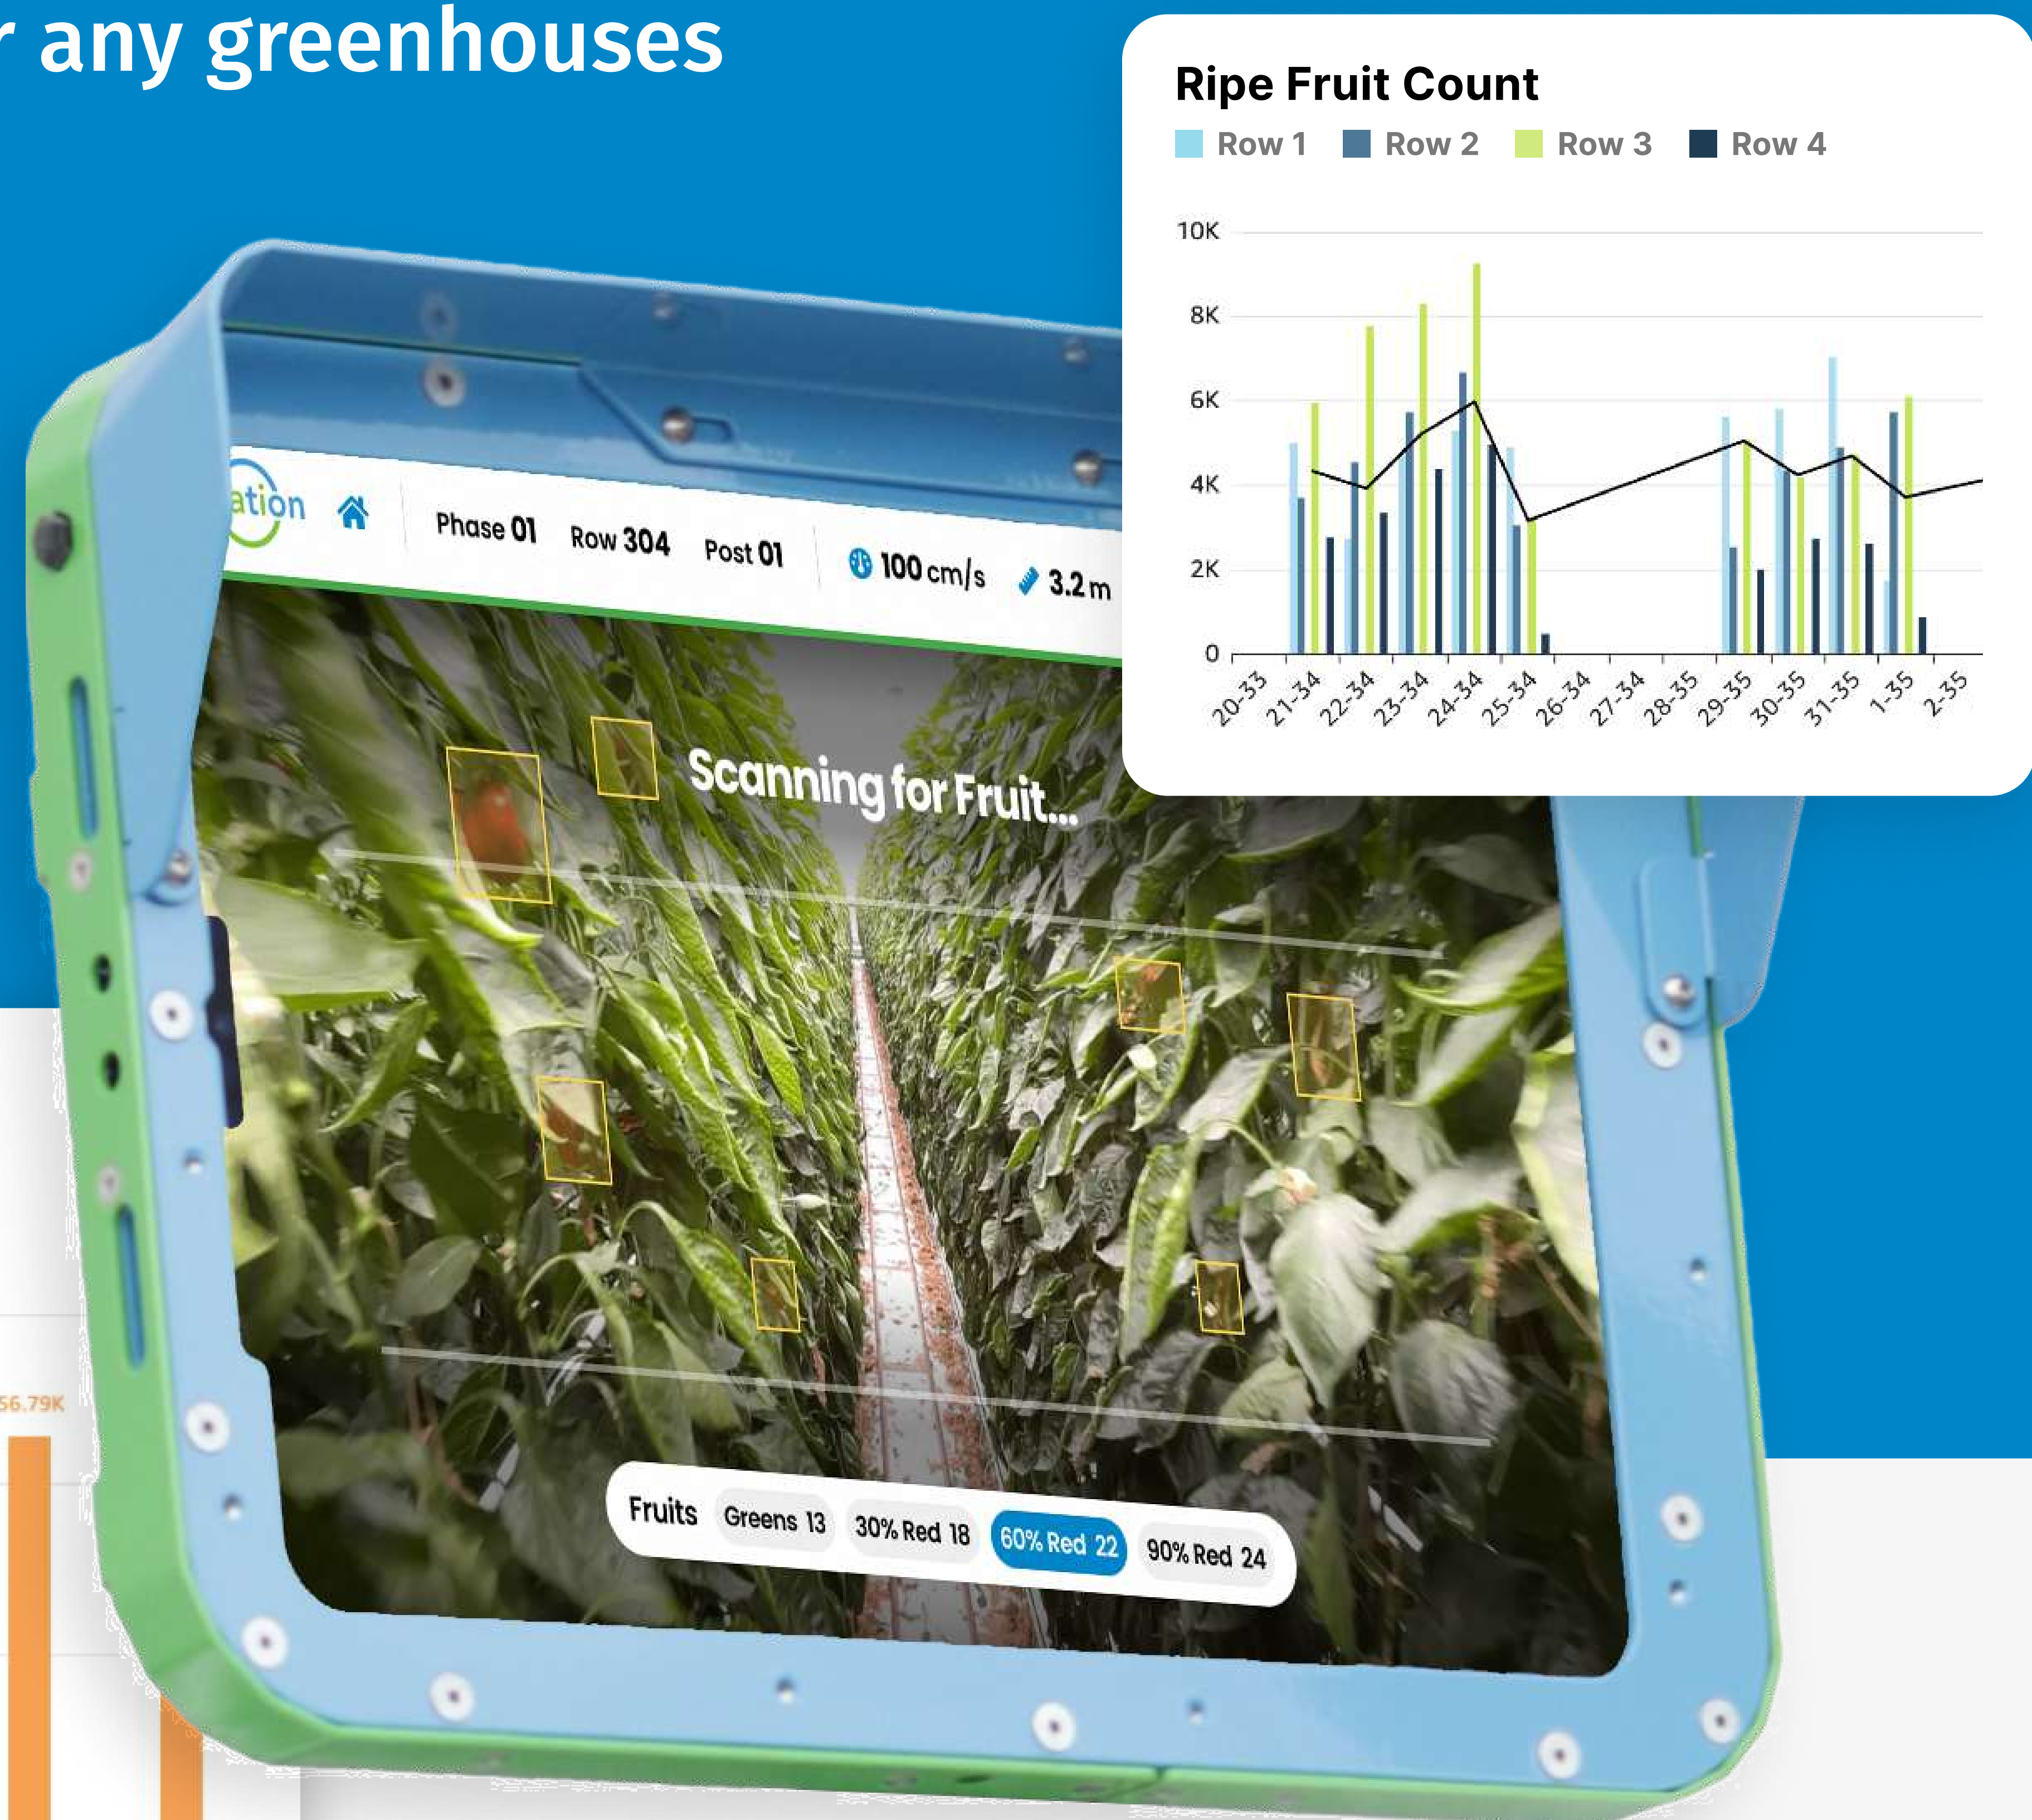 any greenhouses
Ripe Fruit Count
Row 1 Row 2 Row 3 Row 4
10K
8K
6K
4K
2K
0
20-33 21-34 22-34 23-34 24-34 25-34 26-34 27-34 28-35 29-35 30-35 31-35 1-35 2-35
ation Phase 01 Row 304 Post 01 100 cm/s 3.2 m
Scanning for Fruit...
56.79K
Fruits Greens 13 30% Red 18 60% Red 22 90% Red 24